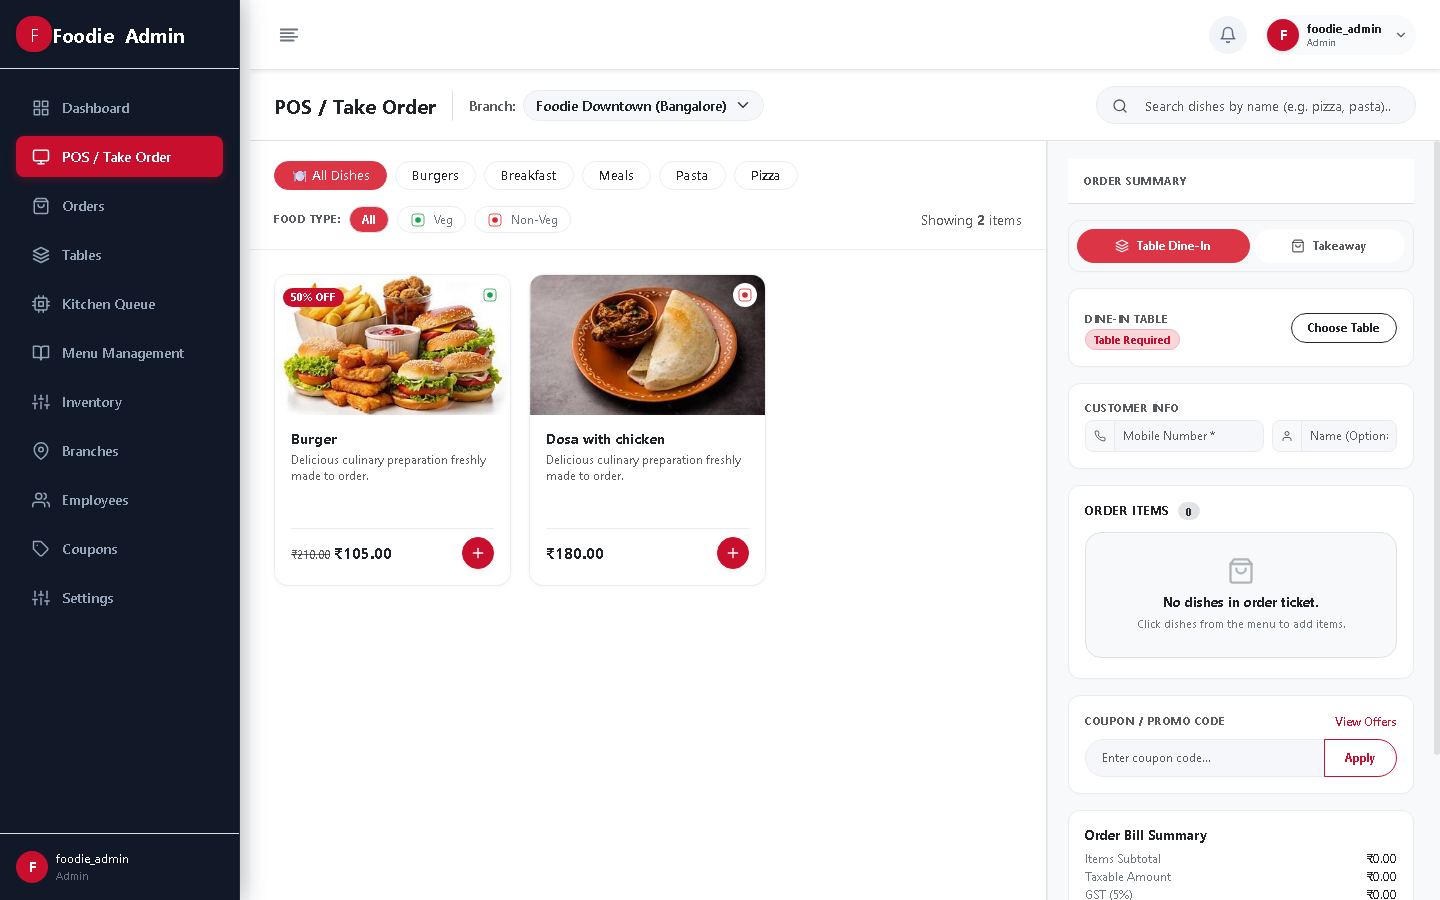 F Foodie Admin
Dashboard
POS / Take Order
Orders
Tables
Kitchen Queue
Menu Management
Inventory
Branches
Employees
Coupons
Settings
F foodie_admin
Admin
F foodie_admin
Admin
POS / Take Order
Branch: Foodie Downtown (Bangalore)
Search dishes by name (e.g. pizza, pasta)..
All Dishes
Burgers
Breakfast
Meals
Pasta
Pizza
FOOD TYPE: All Veg Non-Veg
Showing 2 items
50% OFF
Burger
Delicious culinary preparation freshly
made to order.
₹210.00 ₹105.00
Dosa with chicken
Delicious culinary preparation freshly
made to order.
₹180.00
ORDER SUMMARY
Table Dine-In
Takeaway
DINE-IN TABLE
Table Required
Choose Table
CUSTOMER INFO
Mobile Number *
Name (Option
ORDER ITEMS 0
No dishes in order ticket.
Click dishes from the menu to add items.
COUPON / PROMO CODE
View Offers
Enter coupon code...
Apply
Order Bill Summary
Items Subtotal ₹0.00
Taxable Amount ₹0.00
GST (5%) ₹0.00